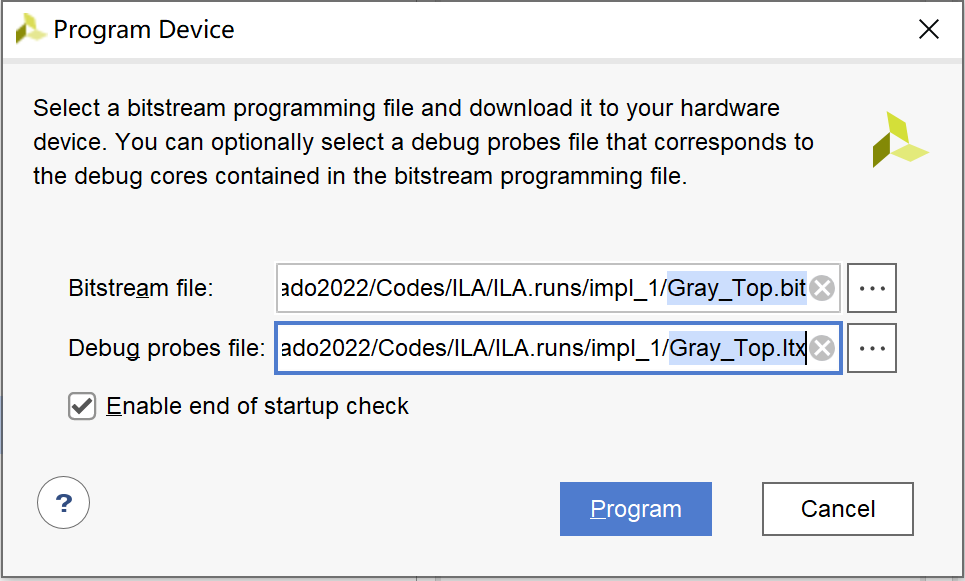 Program Device
Select a bitstream programming file and download it to your hardware
device. You can optionally select a debug probes file that corresponds to
the debug cores contained in the bitstream programming file.
Bitstream file: ado2022/Codes/ILA/ILA.runs/impl_1/Gray_Top.bit ...
Debug probes file: ado2022/Codes/ILA/ILA.runs/impl_1/Gray_Top.ltx ...
Enable end of startup check
? Program Cancel